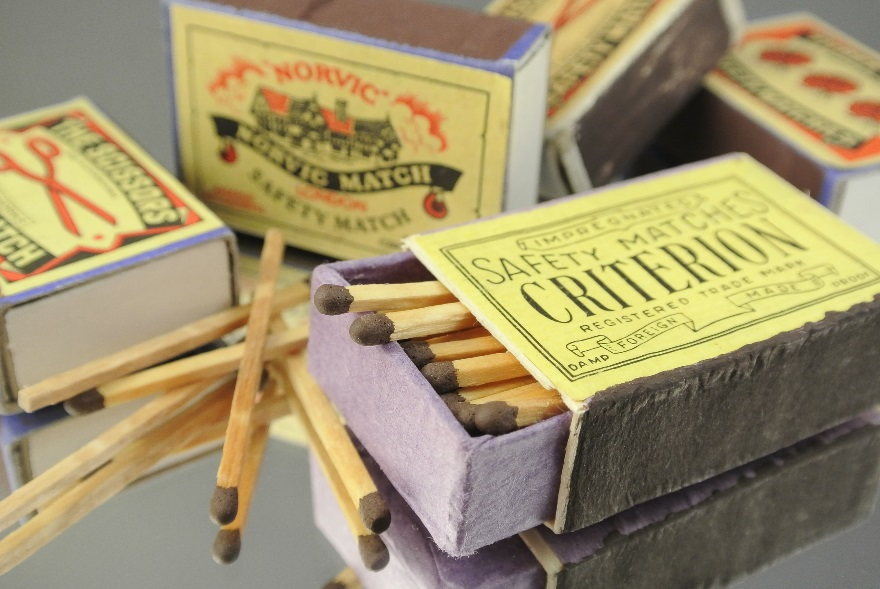 THE SCISSORS
MATCH
NORVIC
NORVIC MATCH
LONDON
SAFETY MATCH
IMPREGNATED
SAFETY MATCHES
CRITERION
REGISTERED TRADE MARK
DAMP FOREIGN MADE PROOF